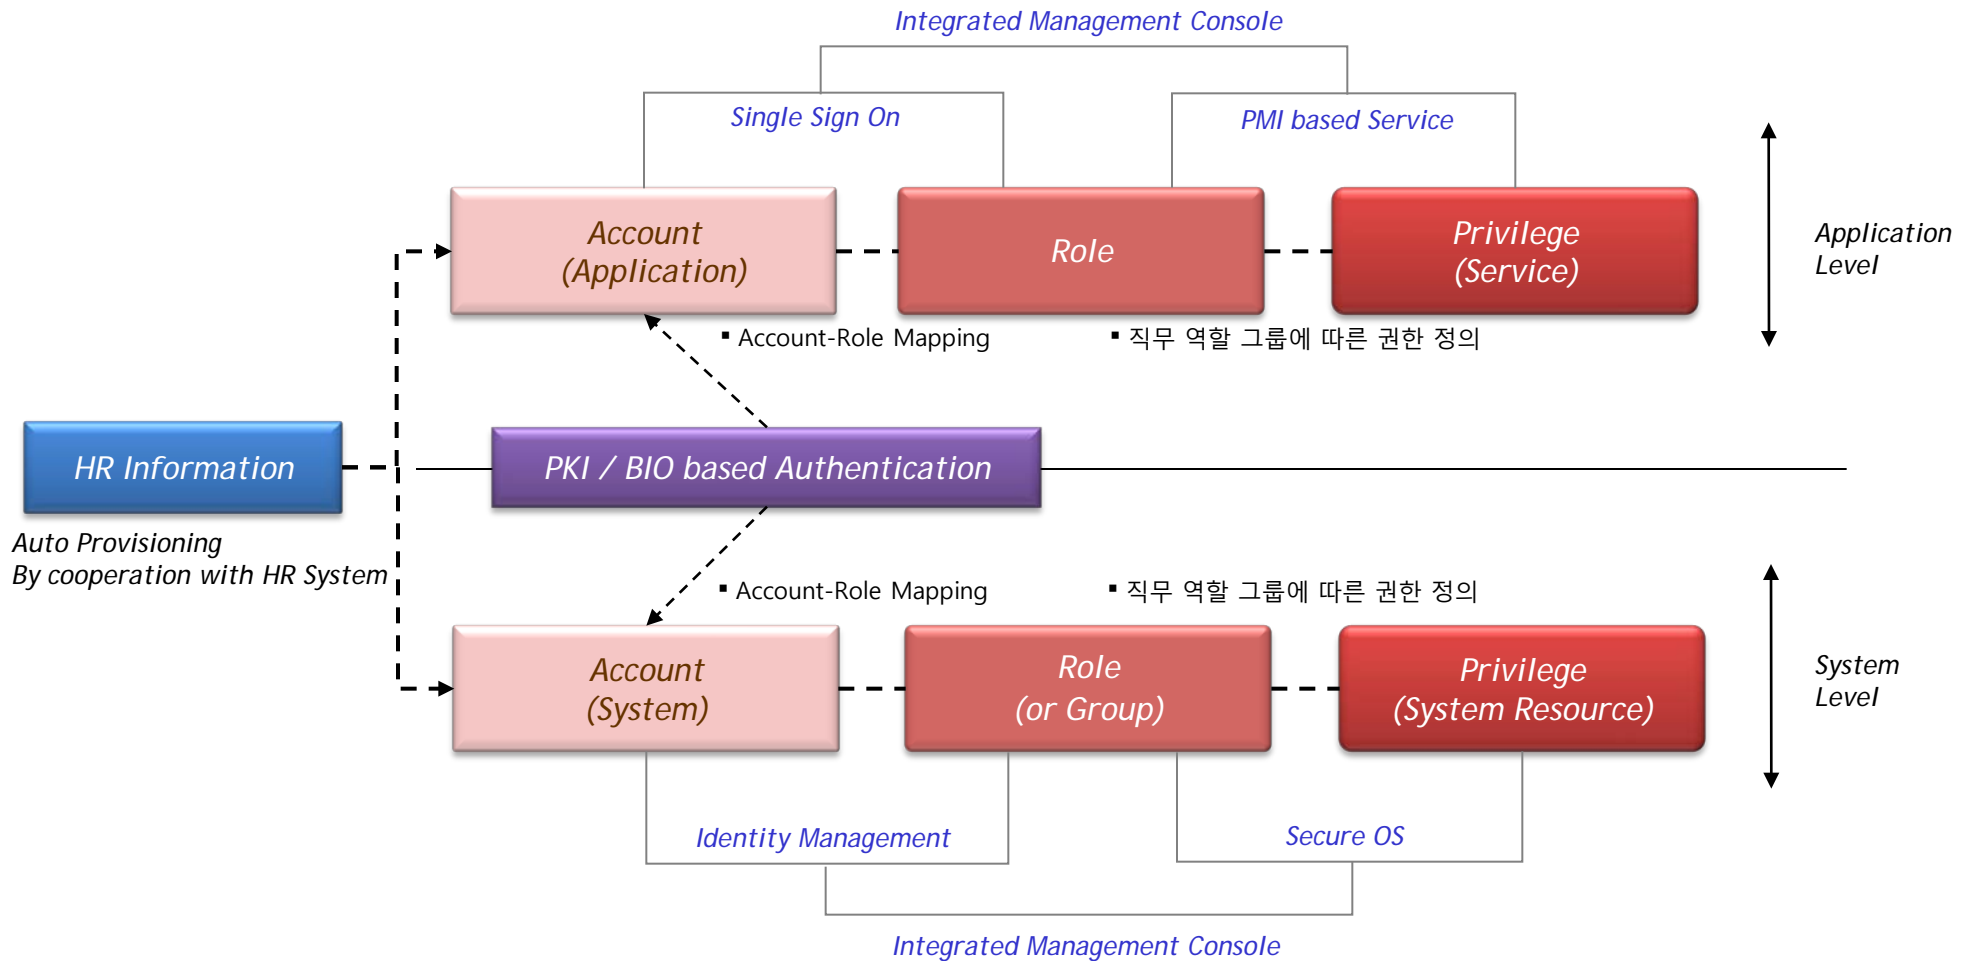 Integrated Management Console
Single Sign On
PMI based Service
Account
(Application)
Role
Privilege
(Service)
Application
Level
▪ Account-Role Mapping
▪ 직무 역할 그룹에 따른 권한 정의
HR Information
PKI / BIO based Authentication
Auto Provisioning
By cooperation with HR System
▪ Account-Role Mapping
▪ 직무 역할 그룹에 따른 권한 정의
Account
(System)
Role
(or Group)
Privilege
(System Resource)
System
Level
Identity Management
Secure OS
Integrated Management Console